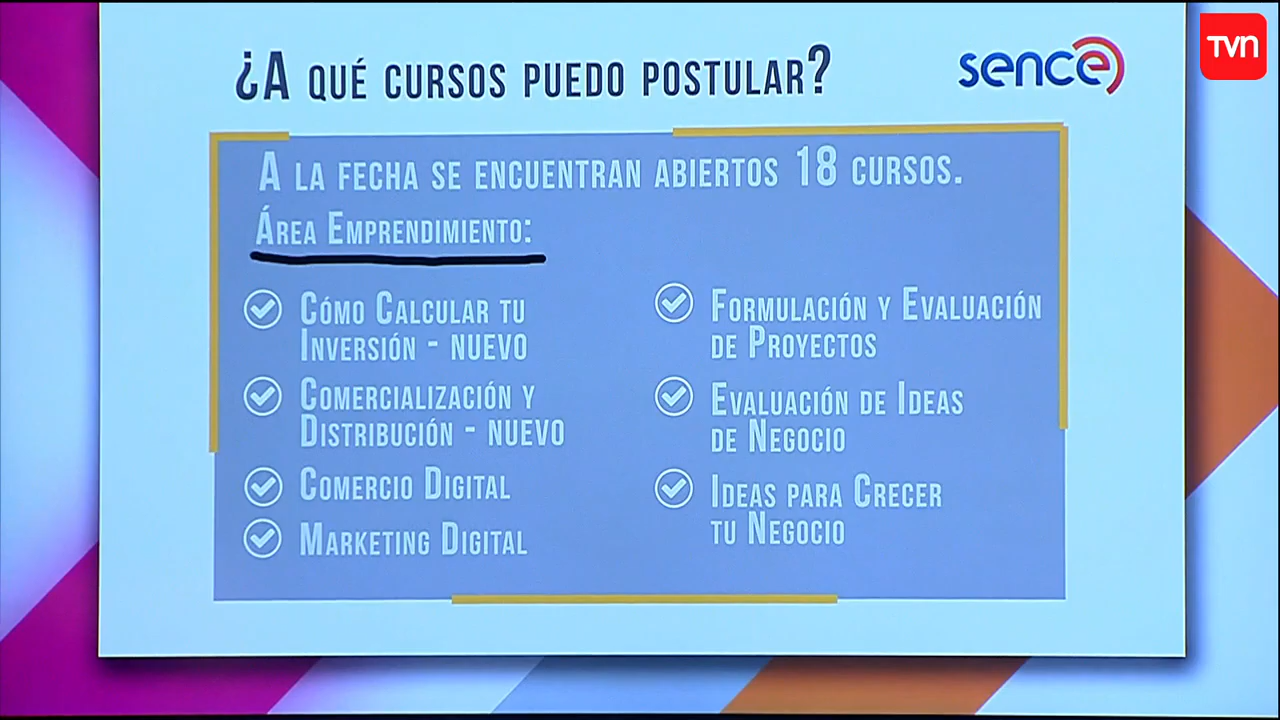 ¿A QUÉ CURSOS PUEDO POSTULAR?
sence
TVN
A LA FECHA SE ENCUENTRAN ABIERTOS 18 CURSOS.
ÁREA EMPRENDIMIENTO:
CÓMO CALCULAR TU
INVERSIÓN - NUEVO
COMERCIALIZACIÓN Y
DISTRIBUCIÓN - NUEVO
COMERCIO DIGITAL
MARKETING DIGITAL
FORMULACIÓN Y EVALUACIÓN
DE PROYECTOS
EVALUACIÓN DE IDEAS
DE NEGOCIO
IDEAS PARA CRECER
TU NEGOCIO